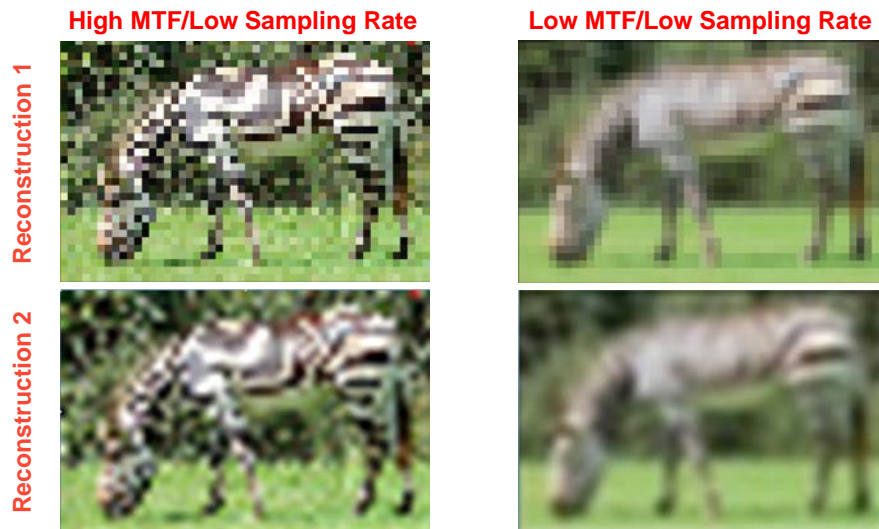 High MTF/Low Sampling Rate
Low MTF/Low Sampling Rate
Reconstruction 1
Reconstruction 2